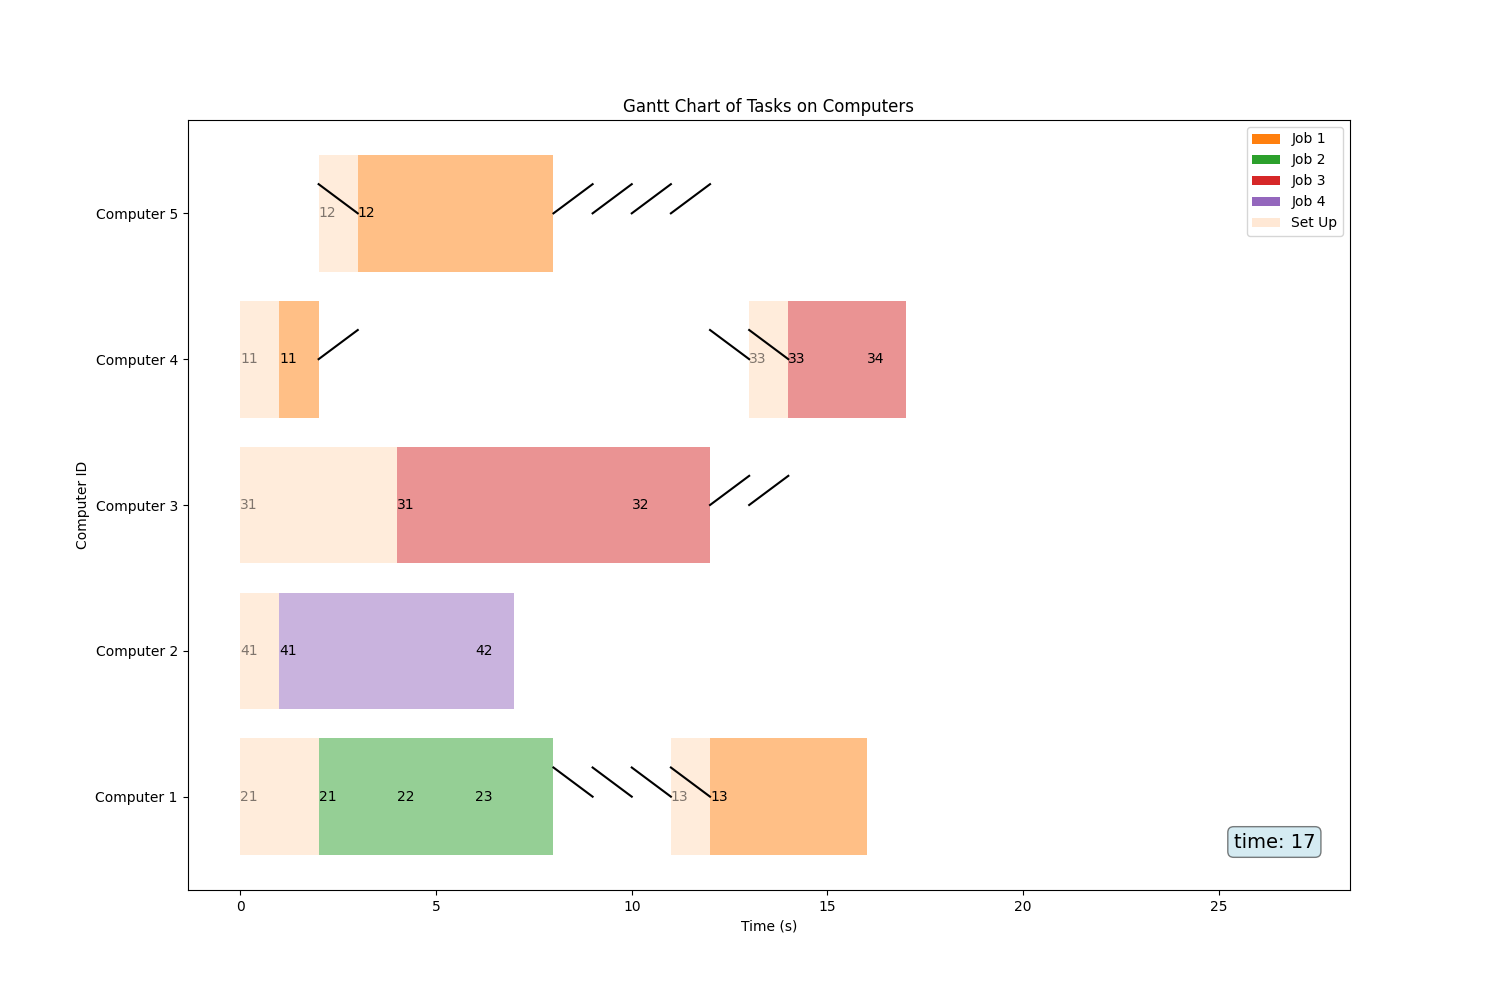 Gantt Chart of Tasks on Computers
Job 1
Job 2
Job 3
Job 4
Set Up
Computer 5
12
12
Computer 4
11
11
33
33
34
Computer 3
31
31
32
Computer 2
41
41
42
Computer 1
21
21
22
23
13
13
time: 17
Computer ID
0
5
10
15
20
25
Time (s)